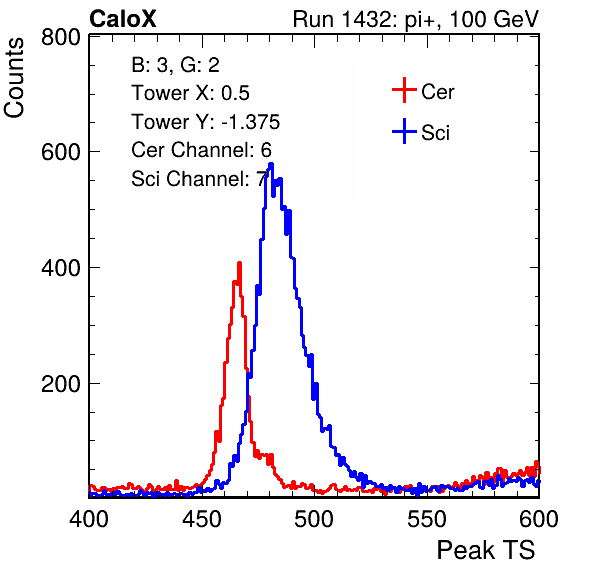 CaloX Run 1432: pi+, 100 GeV
800
600
400
200
Counts
B: 3, G: 2
Tower X: 0.5
Tower Y: -1.375
Cer Channel: 6
Sci Channel: 7
Cer
Sci
400 450 500 550 600
Peak TS